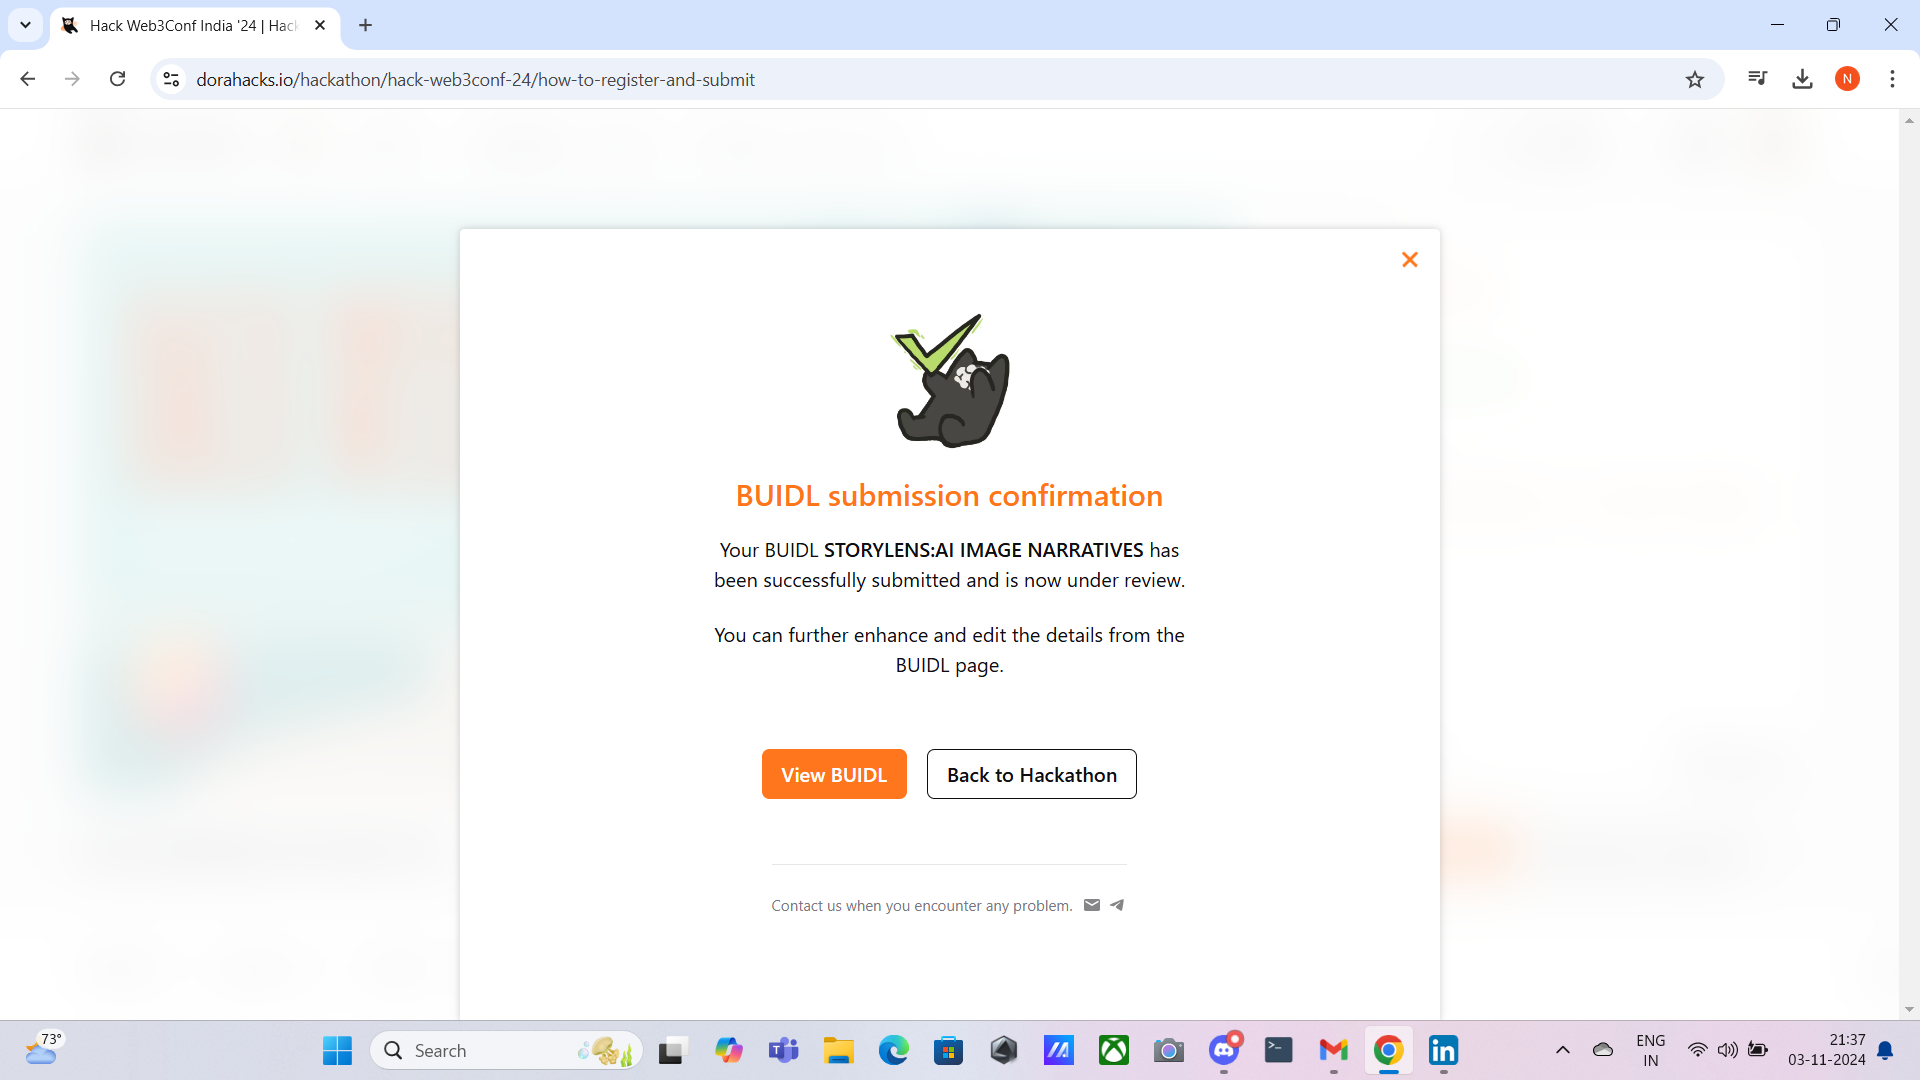 Hack Web3Conf India '24 | Hac
dorahacks.io/hackathon/hack-web3conf-24/how-to-register-and-submit
N
BUIDL submission confirmation
Your BUIDL STORYLENS:AI IMAGE NARRATIVES has
been successfully submitted and is now under review.
You can further enhance and edit the details from the
BUIDL page.
View BUIDL
Back to Hackathon
Contact us when you encounter any problem.
73°
Search
ENG
IN
21:37
03-11-2024